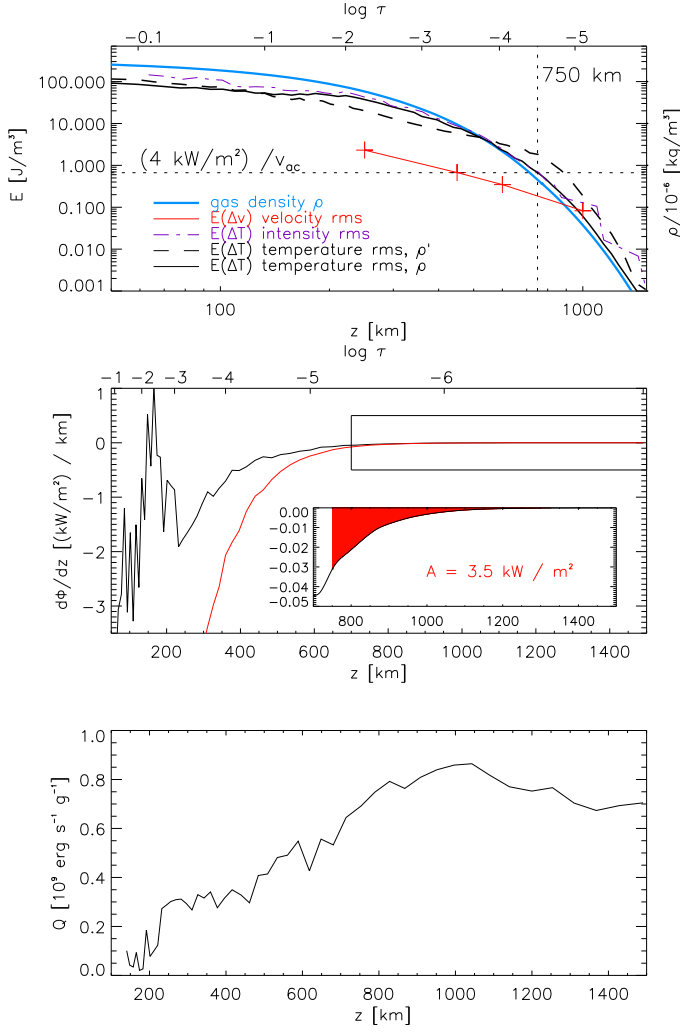 log τ
-0.1 -1 -2 -3 -4 -5
100.000
10.000
1.000
0.100
0.010
0.001
E [J/m³]
ρ/10⁻⁶ [kg/m³]
750 km
(4 kW/m²) /v_ac
gas density ρ
E(Δv) velocity rms
E(ΔT) intensity rms
E(ΔT) temperature rms, ρ'
E(ΔT) temperature rms, ρ
100 1000
z [km]
log τ
-1 -2 -3 -4 -5 -6
1
0
-1
-2
-3
dϕ/dz [(kW/m²) / km]
0.00
-0.01
-0.02
-0.03
-0.04
-0.05
A = 3.5 kW / m²
800 1000 1200 1400
200 400 600 800 1000 1200 1400
z [km]
1.0
0.8
0.6
0.4
0.2
0.0
Q [10⁹ erg s⁻¹ g⁻¹]
200 400 600 800 1000 1200 1400
z [km]